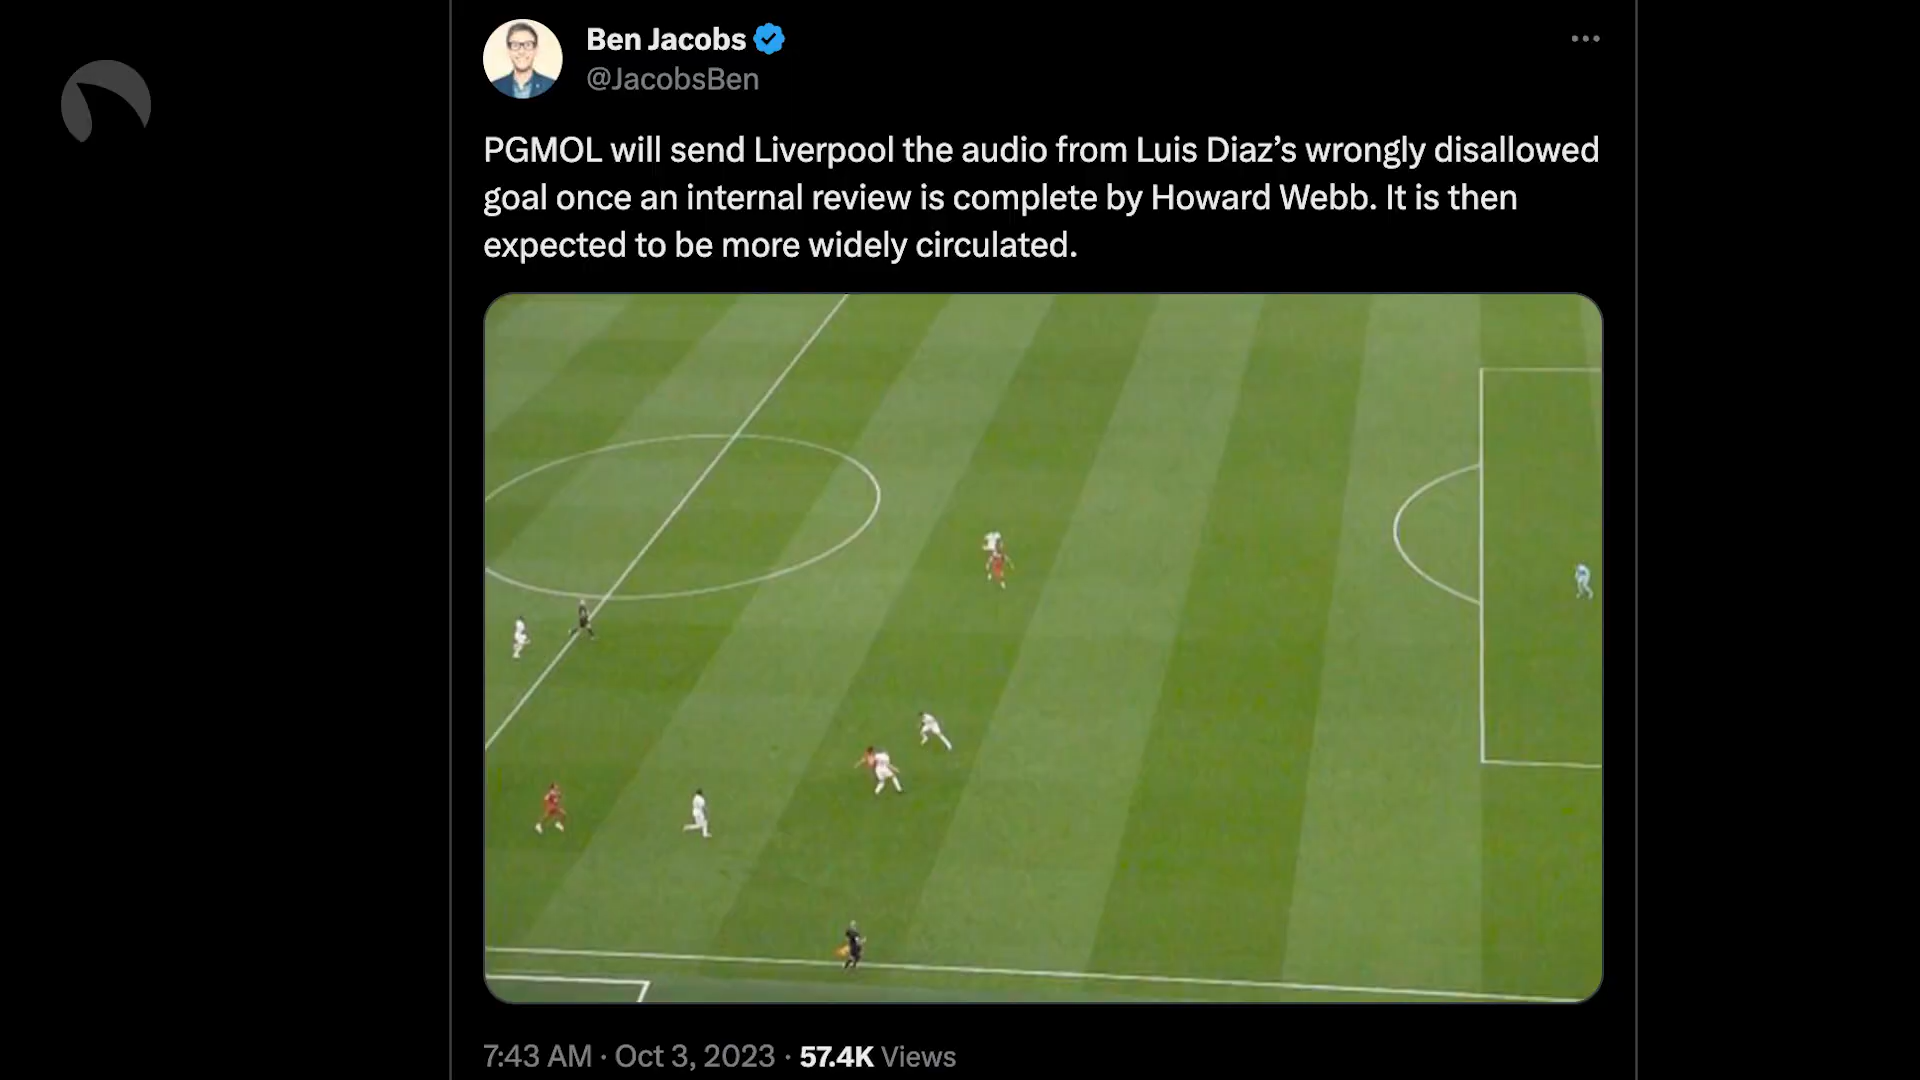 Ben Jacobs
@JacobsBen
PGMOL will send Liverpool the audio from Luis Diaz’s wrongly disallowed
goal once an internal review is complete by Howard Webb. It is then
expected to be more widely circulated.
7:43 AM · Oct 3, 2023 · 57.4K Views